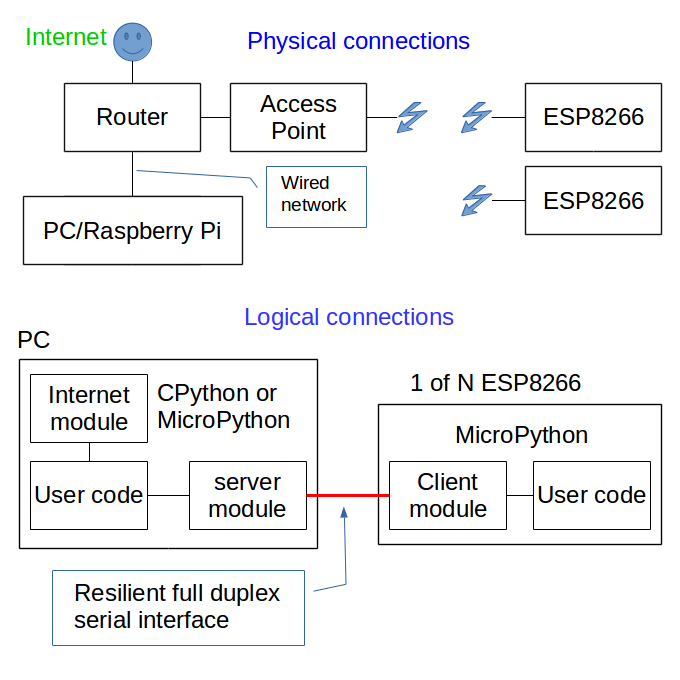 Internet
Physical connections
Router
Access
Point
ESP8266
Wired
network
ESP8266
PC/Raspberry Pi
Logical connections
PC
1 of N ESP8266
Internet
module
CPython or
MicroPython
MicroPython
User code
server
module
Client
module
User code
Resilient full duplex
serial interface